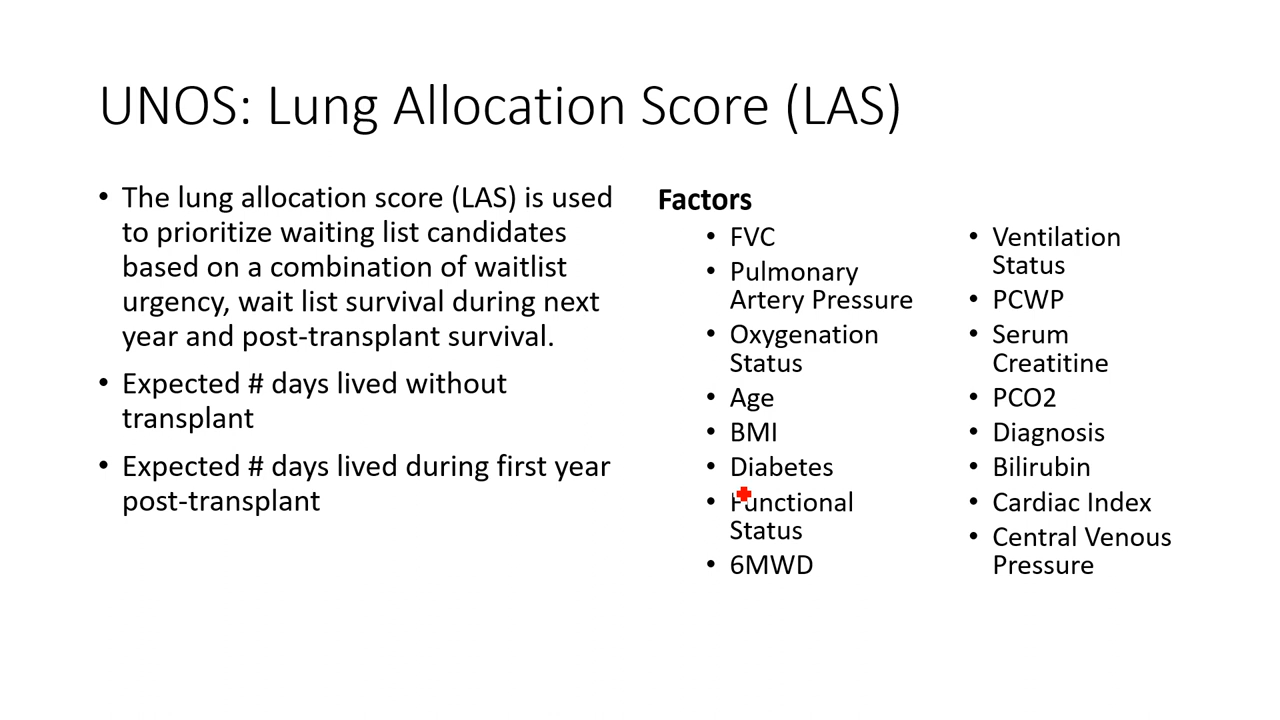 UNOS: Lung Allocation Score (LAS)
• The lung allocation score (LAS) is used
to prioritize waiting list candidates
based on a combination of waitlist
urgency, wait list survival during next
year and post-transplant survival.
• Expected # days lived without
transplant
• Expected # days lived during first year
post-transplant
Factors
• FVC
• Pulmonary
Artery Pressure
• Oxygenation
Status
• Age
• BMI
• Diabetes
• Functional
Status
• 6MWD
• Ventilation
Status
• PCWP
• Serum
Creatitine
• PCO2
• Diagnosis
• Bilirubin
• Cardiac Index
• Central Venous
Pressure